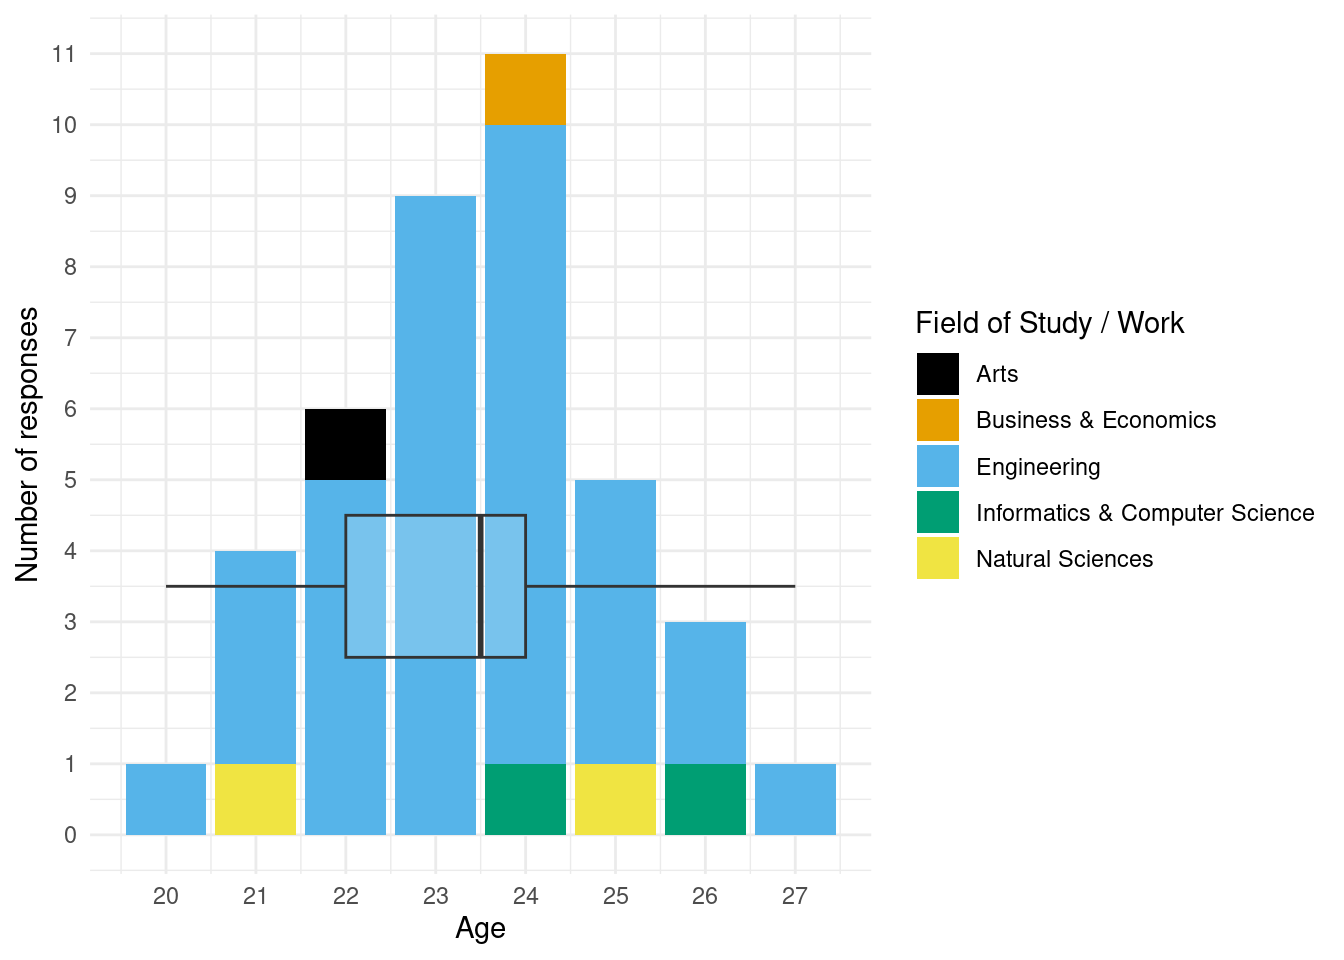 Number of responses
11
10
9
8
7
6
5
4
3
2
1
0
20 21 22 23 24 25 26 27
Age
Field of Study / Work
Arts
Business & Economics
Engineering
Informatics & Computer Science
Natural Sciences